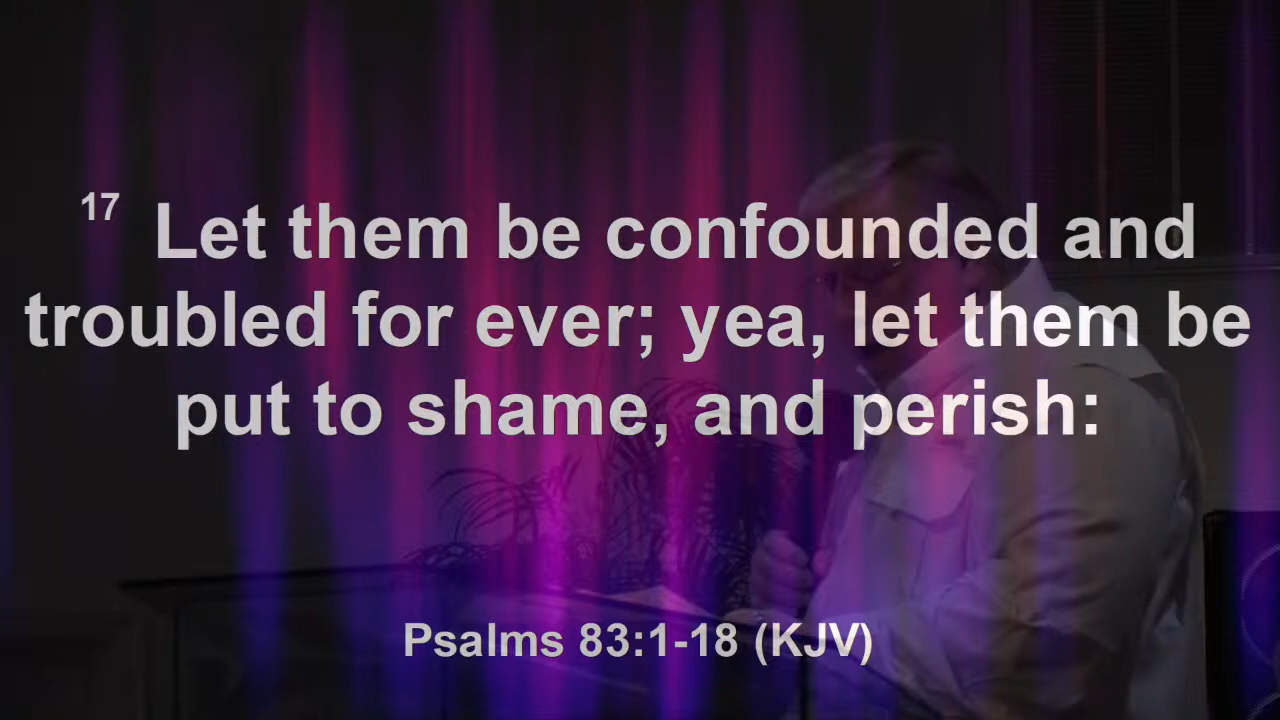 17 Let them be confounded and
troubled for ever; yea, let them be
put to shame, and perish:
Psalms 83:1-18 (KJV)